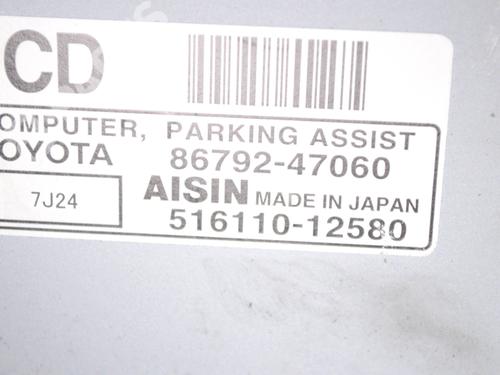 CD
OMPUTER, PARKING ASSIST
OYOTA 86792-47060
7J24 AISIN MADE IN JAPAN
516110-12580